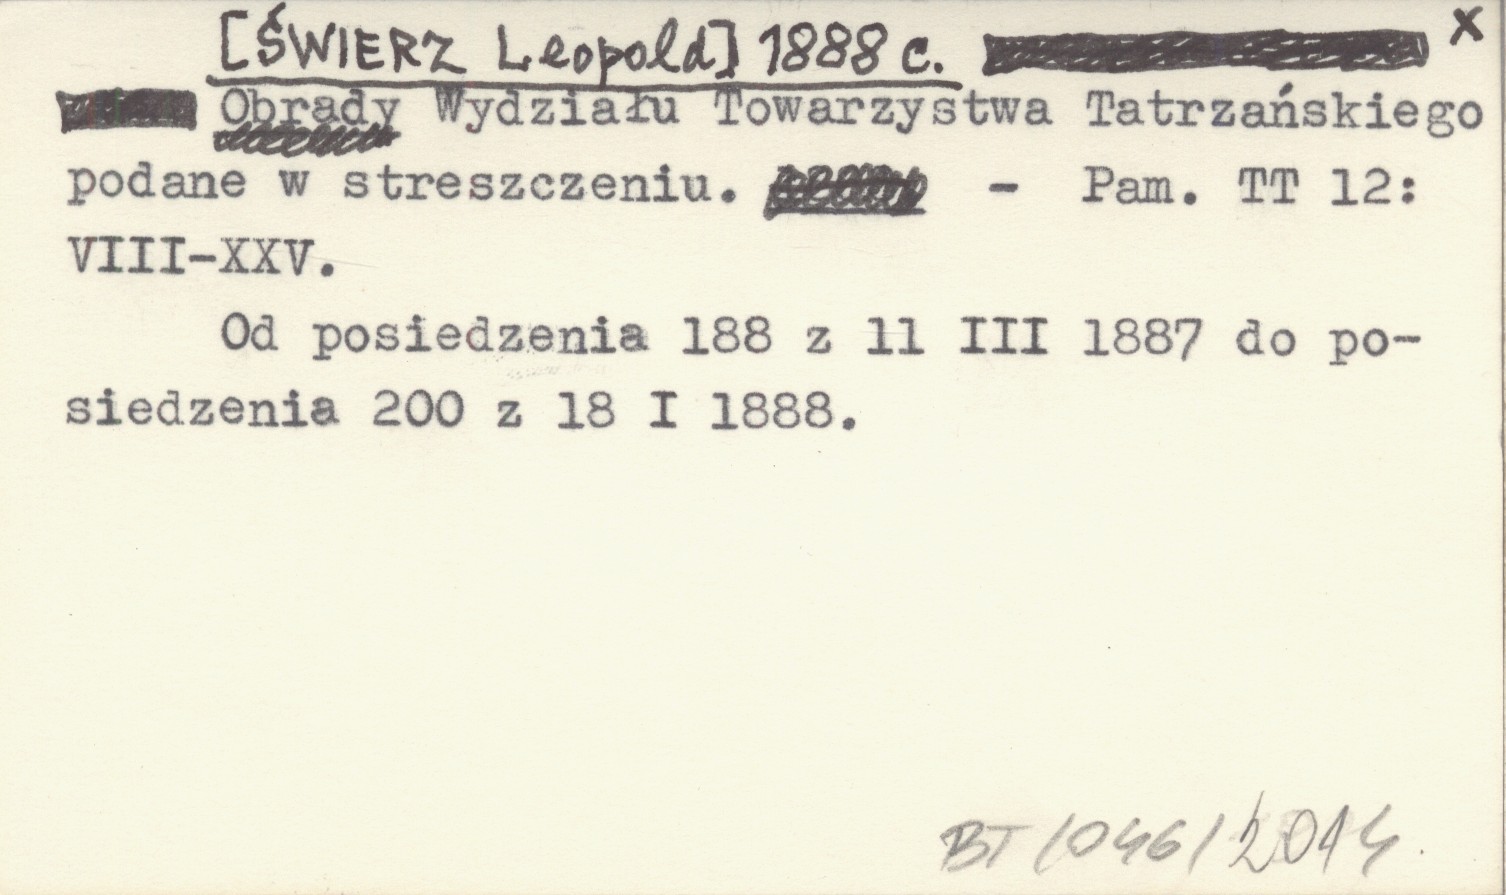 [ŚWIERZ Leopold] 1888 c. x
Obrady Wydziału Towarzystwa Tatrzańskiego
podane w streszczeniu. - Pam. TT 12:
VIII-XXV.
Od posiedzenia 188 z 11 III 1887 do po-
siedzenia 200 z 18 I 1888.
BT/046/2014.